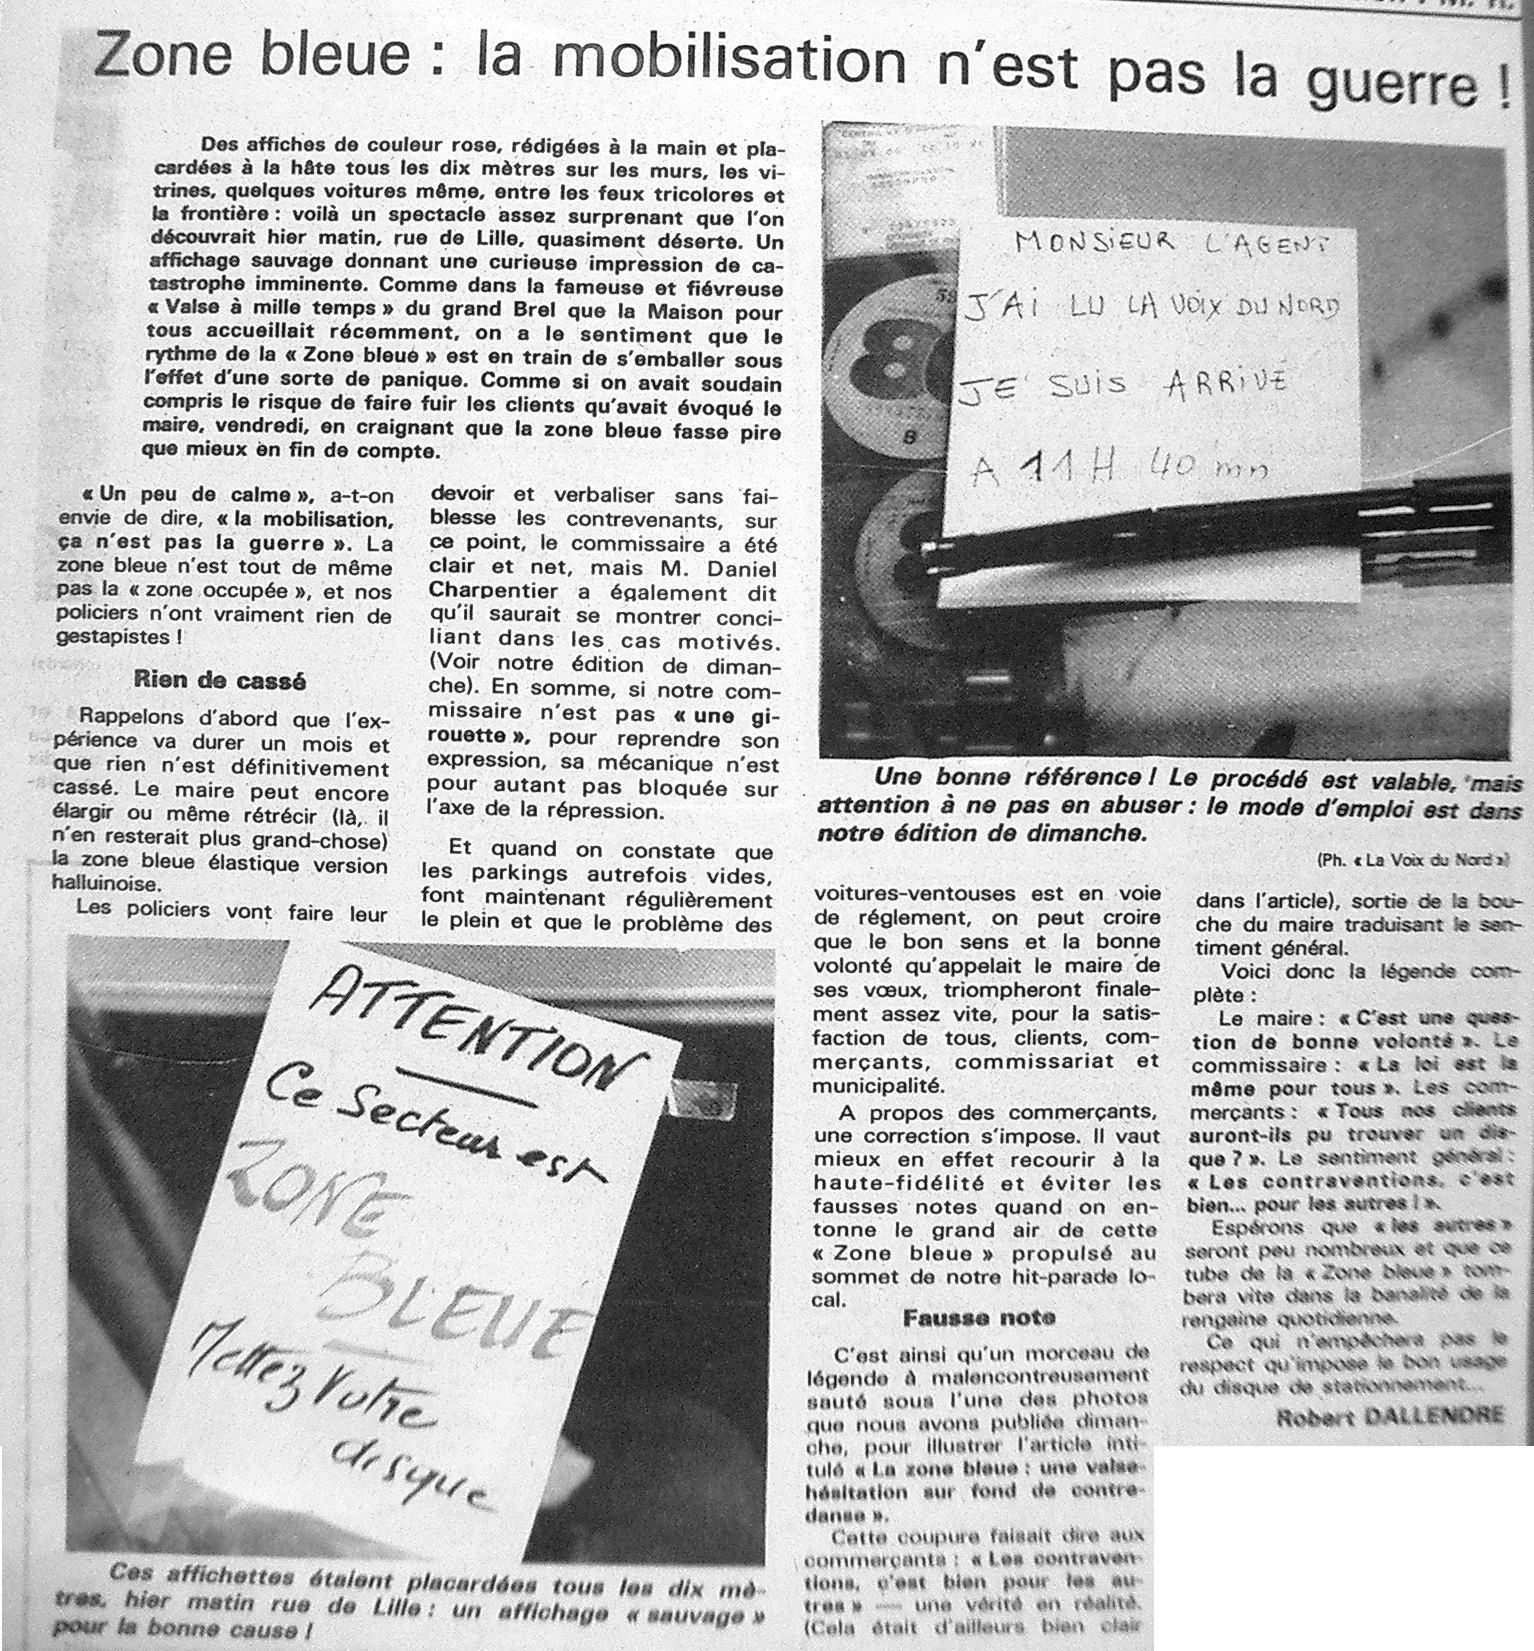 Zone bleue : la mobilisation n'est pas la guerre !
Des affiches de couleur rose, rédigées à la main et pla-
cardées à la hâte tous les dix mètres sur les murs, les vi-
trines, quelques voitures même, entre les feux tricolores et
la frontière : voilà un spectacle assez surprenant que l'on
découvrait hier matin, rue de Lille, quasiment déserte. Un
affichage sauvage donnant une curieuse impression de ca-
tastrophe imminente. Comme dans la fameuse et fiévreuse
« Valse à mille temps » du grand Brel que la Maison pour
tous accueillait récemment, on a le sentiment que le
rythme de la « Zone bleue » est en train de s'emballer sous
l'effet d'une sorte de panique. Comme si on avait soudain
compris le risque de faire fuir les clients qu'avait évoqué le
maire, vendredi, en craignant que la zone bleue fasse pire
que mieux en fin de compte.
« Un peu de calme », a-t-on
envie de dire, « la mobilisation,
ça n'est pas la guerre ». La
zone bleue n'est tout de même
pas la « zone occupée », et nos
policiers n'ont vraiment rien de
gestapistes !
Rien de cassé
Rappelons d'abord que l'ex-
périence va durer un mois et
que rien n'est définitivement
cassé. Le maire peut encore
élargir ou même rétrécir (là, il
n'en resterait plus grand-chose)
la zone bleue élastique version
halluinoise.
Les policiers vont faire leur
devoir et verbaliser sans fai-
blesse les contrevenants, sur
ce point, le commissaire a été
clair et net, mais M. Daniel
Charpentier a également dit
qu'il saurait se montrer conci-
liant dans les cas motivés.
(Voir notre édition de diman-
che). En somme, si notre com-
missaire n'est pas « une gi-
rouette », pour reprendre son
expression, sa mécanique n'est
pour autant pas bloquée sur
l'axe de la répression.
Et quand on constate que
les parkings autrefois vides,
font maintenant régulièrement
le plein et que le problème des
MONSIEUR L'AGENT
J'AI LU LA VOIX DU NORD
JE SUIS ARRIVE
A 11H 40 mn
Une bonne référence ! Le procédé est valable, mais
attention à ne pas en abuser : le mode d'emploi est dans
notre édition de dimanche.
(Ph. « La Voix du Nord »)
voitures-ventouses est en voie
de réglement, on peut croire
que le bon sens et la bonne
volonté qu'appelait le maire de
ses vœux, triompheront finale-
ment assez vite, pour la satis-
faction de tous, clients, com-
merçants, commissariat et
municipalité.
A propos des commerçants,
une correction s'impose. Il vaut
mieux en effet recourir à la
haute-fidélité et éviter les
fausses notes quand on en-
tonne le grand air de cette
« Zone bleue » propulsé au
sommet de notre hit-parade lo-
cal.
Fausse note
C'est ainsi qu'un morceau de
légende à malencontreusement
sauté sous l'une des photos
que nous avons publiée diman-
che, pour illustrer l'article inti-
tulé « La zone bleue : une valse-
hésitation sur fond de contre-
danse ».
Cette coupure faisait dire aux
commerçants : « Les contraven-
tions, c'est bien pour les au-
tres » — une vérité en réalité.
(Cela était d'ailleurs bien clair
dans l'article), sortie de la bou-
che du maire traduisant le sen-
timent général.
Voici donc la légende com-
plète :
Le maire : « C'est une ques-
tion de bonne volonté ». Le
commissaire : « La loi est la
même pour tous ». Les com-
merçants : « Tous nos clients
auront-ils pu trouver un dis-
que ? ». Le sentiment général :
« Les contraventions, c'est
bien... pour les autres ! ».
Espérons que « les autres »
seront peu nombreux et que ce
tube de la « Zone bleue » tom-
bera vite dans la banalité de la
rengaine quotidienne.
Ce qui n'empêchera pas le
respect qu'impose le bon usage
du disque de stationnement...
Robert DALLENDRE
ATTENTION
Ce Secteur est
ZONE
BLEUE
Mettez Votre
disque
Ces affichettes étaient placardées tous les dix mè-
tres, hier matin rue de Lille : un affichage « sauvage »
pour la bonne cause !